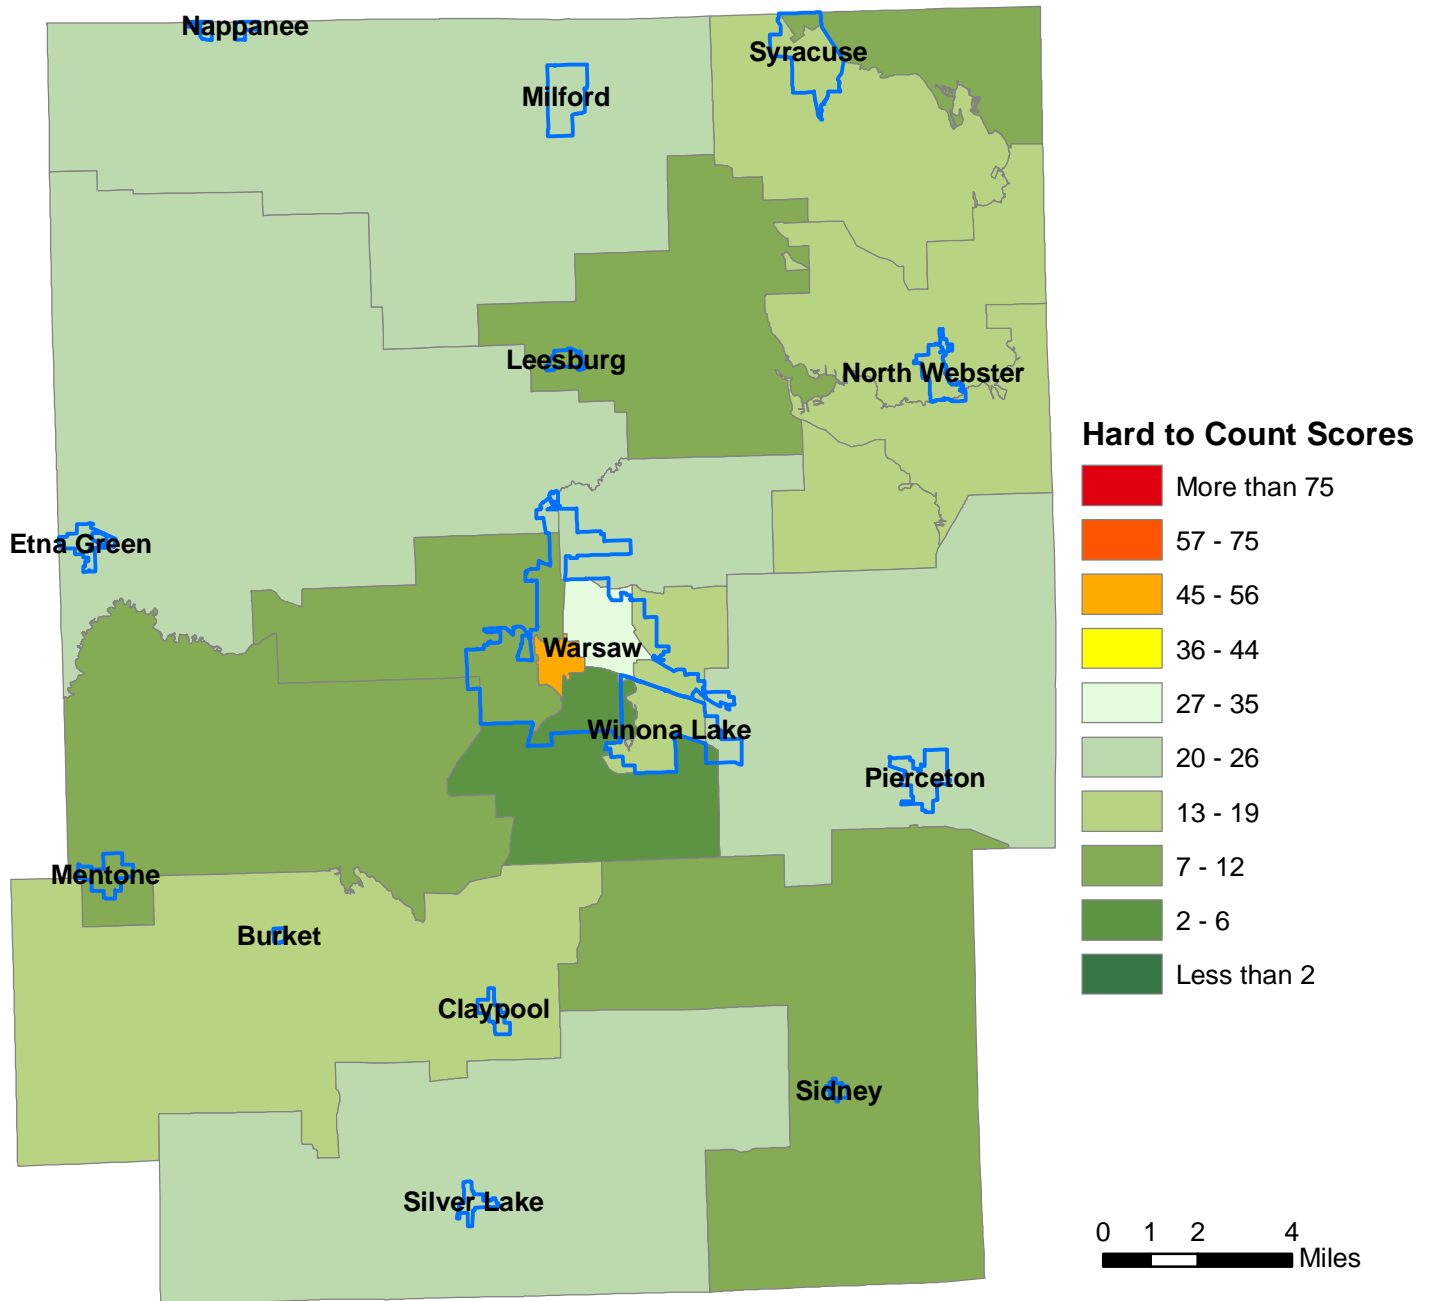 Nappanee
Syracuse
Milford
Leesburg
North Webster
Hard to Count Scores
More than 75
57 - 75
45 - 56
36 - 44
27 - 35
20 - 26
13 - 19
7 - 12
2 - 6
Less than 2
Etna Green
Warsaw
Winona Lake
Pierceton
Mentone
Burket
Claypool
Sidney
Silver Lake
0 1 2 4
Miles